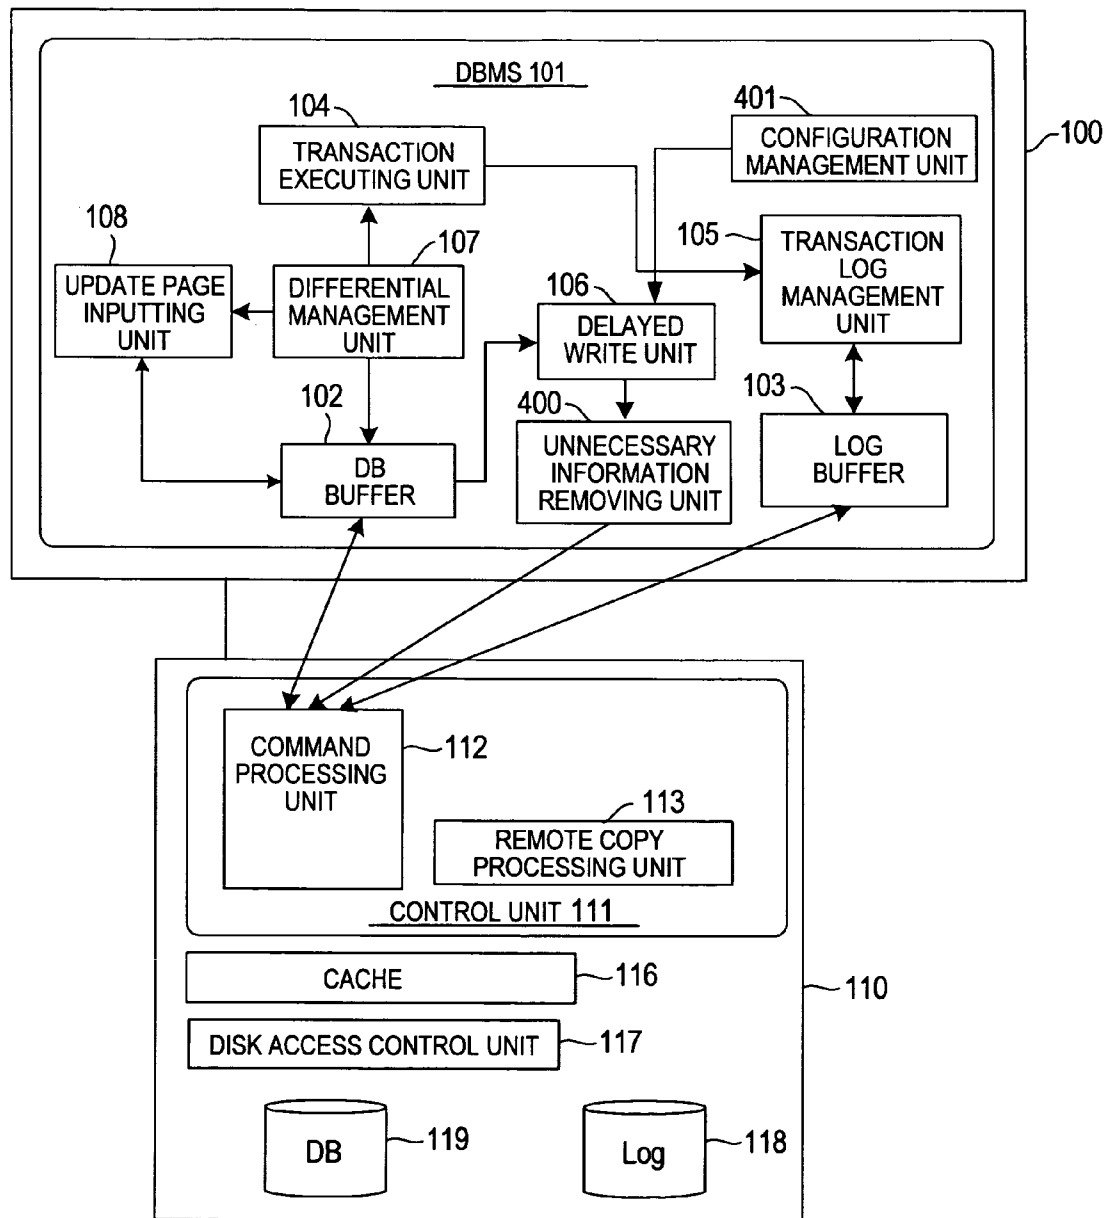 DBMS 101
104
TRANSACTION
EXECUTING UNIT
401
CONFIGURATION
MANAGEMENT UNIT
100
108
UPDATE PAGE
INPUTTING
UNIT
107
DIFFERENTIAL
MANAGEMENT
UNIT
105
TRANSACTION
LOG
MANAGEMENT
UNIT
106
DELAYED
WRITE UNIT
102
DB
BUFFER
400
UNNECESSARY
INFORMATION
REMOVING UNIT
103
LOG
BUFFER
COMMAND
PROCESSING
UNIT
112
113
REMOTE COPY
PROCESSING UNIT
CONTROL UNIT 111
CACHE
116
110
DISK ACCESS CONTROL UNIT
117
DB
119
Log
118